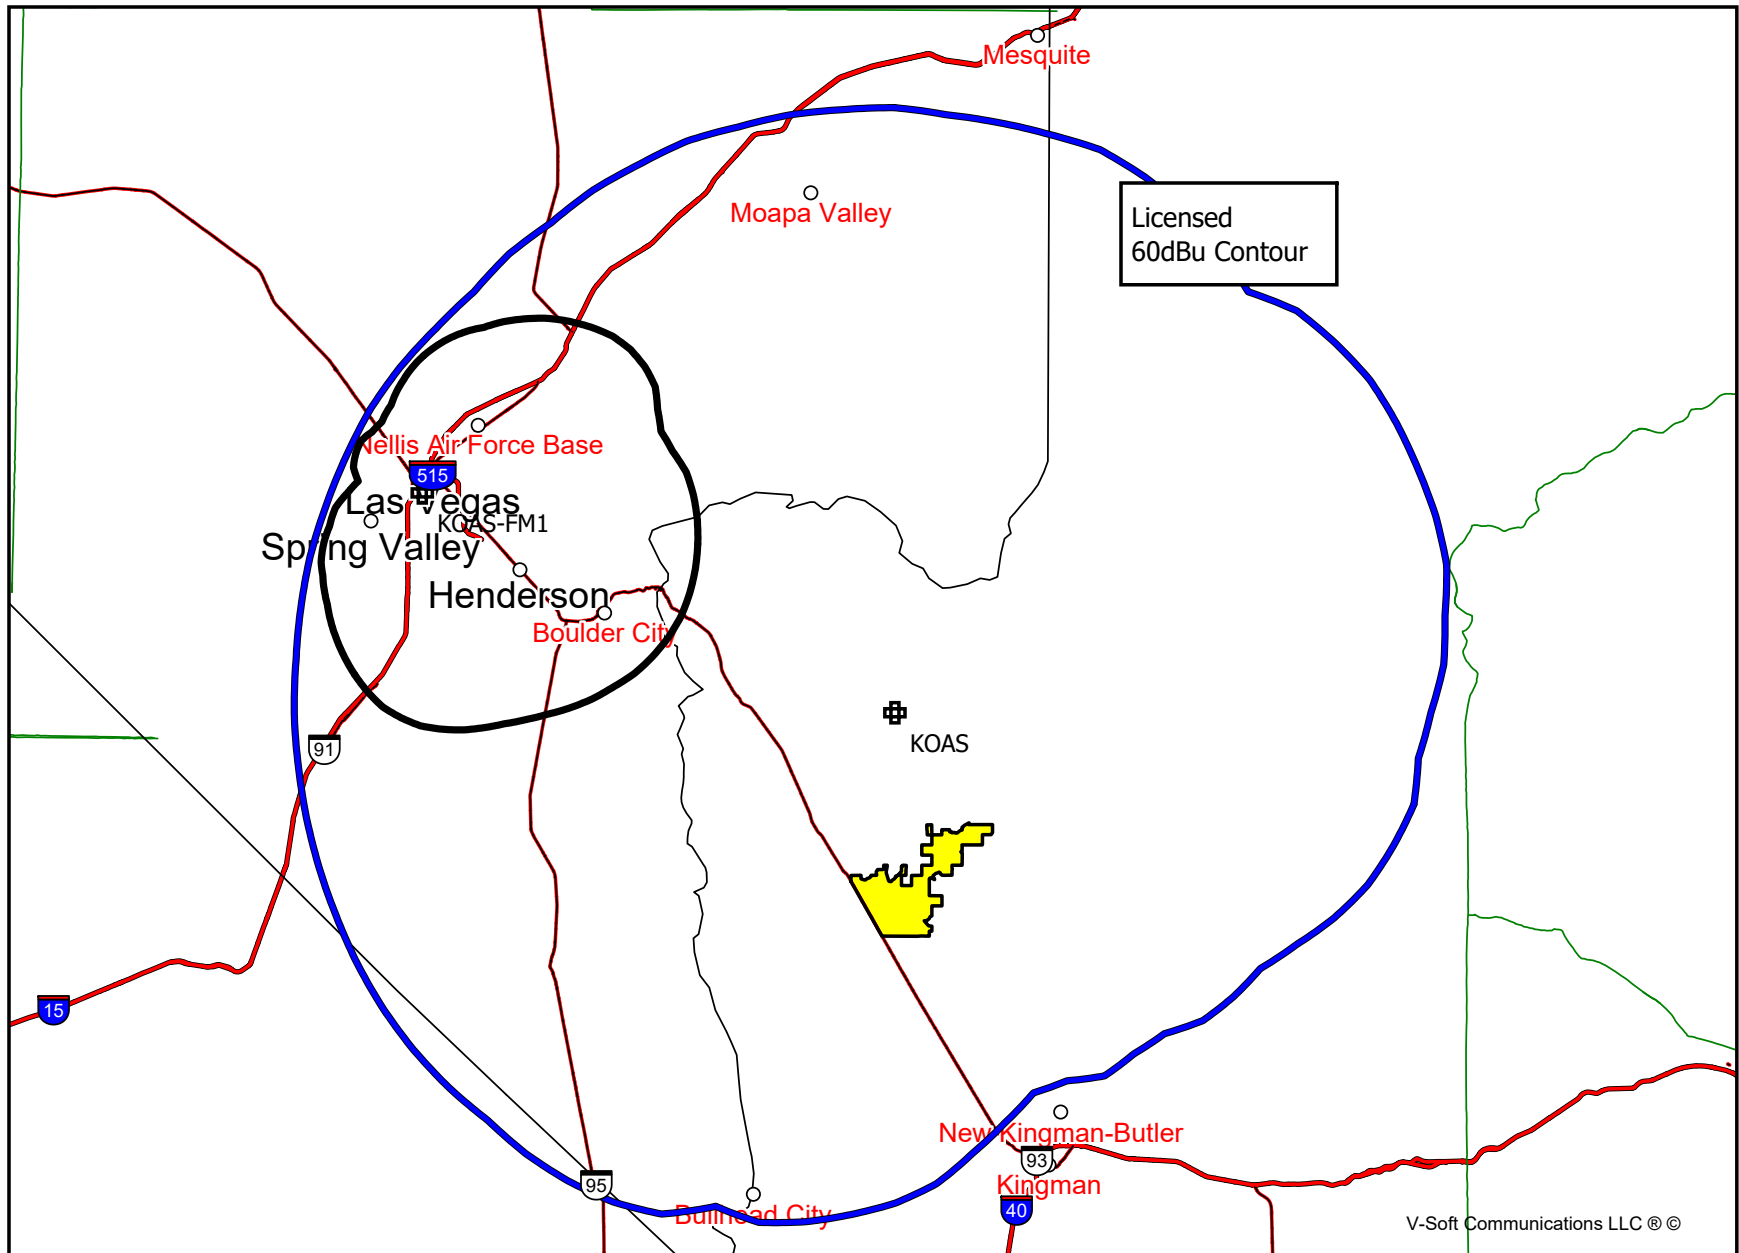 Mesquite
Moapa Valley
Licensed
60dBu Contour
Nellis Air Force Base
515
Las Vegas
KOAS-FM1
Spring Valley
Henderson
Boulder City
91
KOAS
15
New Kingman-Butler
93
95
Kingman
40
Bullhead City
V-Soft Communications LLC ® ©